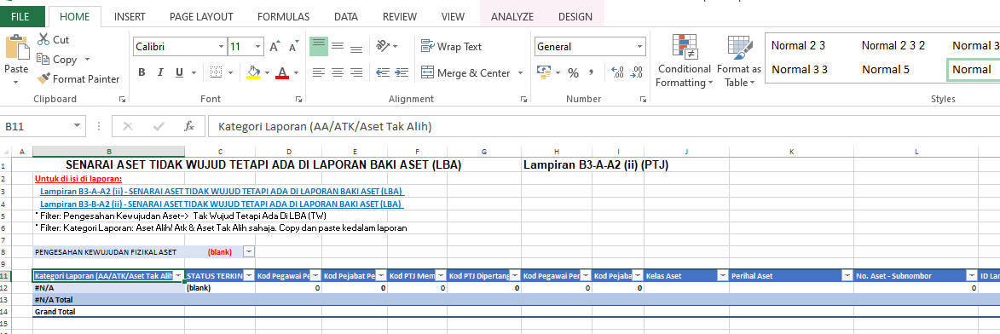 FILE HOME INSERT PAGE LAYOUT FORMULAS DATA REVIEW VIEW ANALYZE DESIGN
Cut
Copy
Format Painter
Paste
Clipboard
Calibri 11
B I U
Font
Wrap Text
Merge & Center
Alignment
General
Number
Conditional Formatting
Format as Table
Normal 2 3 Normal 2 3 2 Normal 3
Normal 3 3 Normal 5 Normal
Styles
B11 fx Kategori Laporan (AA/ATK/Aset Tak Alih)
A B C D E F G H I J K L
1 SENARAI ASET TIDAK WUJUD TETAPI ADA DI LAPORAN BAKI ASET (LBA) Lampiran B3-A-A2 (ii) (PTJ)
2 Untuk di isi di laporan:
3 Lampiran B3-A-A2 (ii) - SENARAI ASET TIDAK WUJUD TETAPI ADA DI LAPORAN BAKI ASET (LBA)
4 Lampiran B3-B-A2 (ii) - SENARAI ASET TIDAK WUJUD TETAPI ADA DI LAPORAN BAKI ASET (LBA)
5 * Filter: Pengesahan Kewujudan Aset-> Tak Wujud Tetapi Ada Di LBA (TW)
6 * Filter: Kategori Laporan: Aset Alih/ Atk & Aset Tak Alih sahaja. Copy dan paste kedalam laporan
7
8 PENGESAHAN KEWUJUDAN FIZIKAL ASET (blank)
9
11 Kategori Laporan (AA/ATK/Aset Tak Alih STATUS TERKIN Kod Pegawai Pe Kod Pejabat Pe Kod PTJ Mem Kod PTJ Dipertang Kod Pegawai Per Kod Pejaba Kelas Aset Perihal Aset No. Aset - Subnombor ID Lar
12 #N/A (blank) 0 0 0 0 0 0 0
13 #N/A Total
14 Grand Total
15